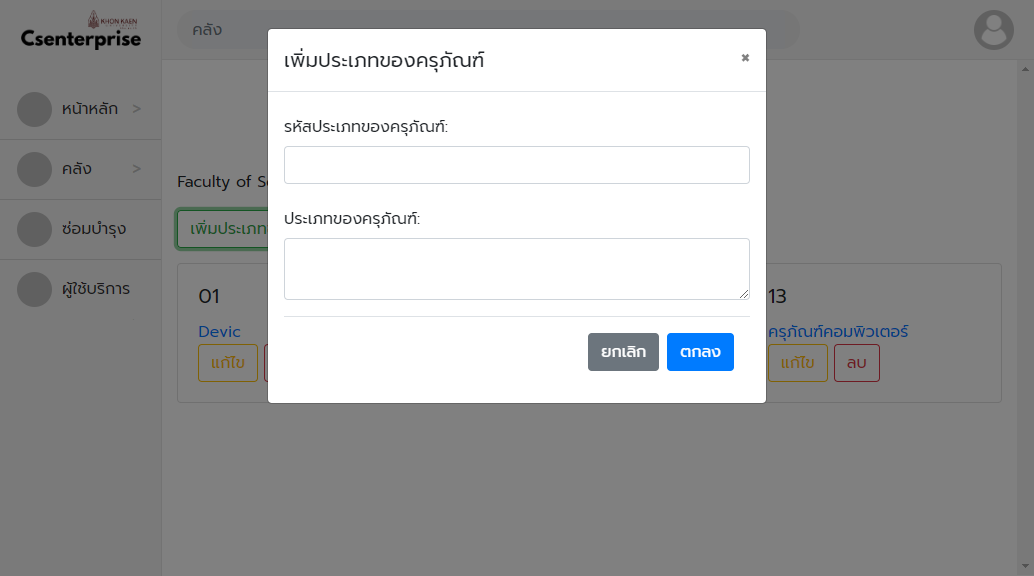 KHON KAEN
Csenterprise
คลัง
หน้าหลัก >
คลัง >
ซ่อมบำรุง
ผู้ใช้บริการ
เพิ่มประเภทของครุภัณฑ์
×
รหัสประเภทของครุภัณฑ์:
ประเภทของครุภัณฑ์:
ยกเลิก ตกลง
Faculty of
เพิ่มประเภท
01
Devic
แก้ไข
13
ครุภัณฑ์คอมพิวเตอร์
แก้ไข ลบ